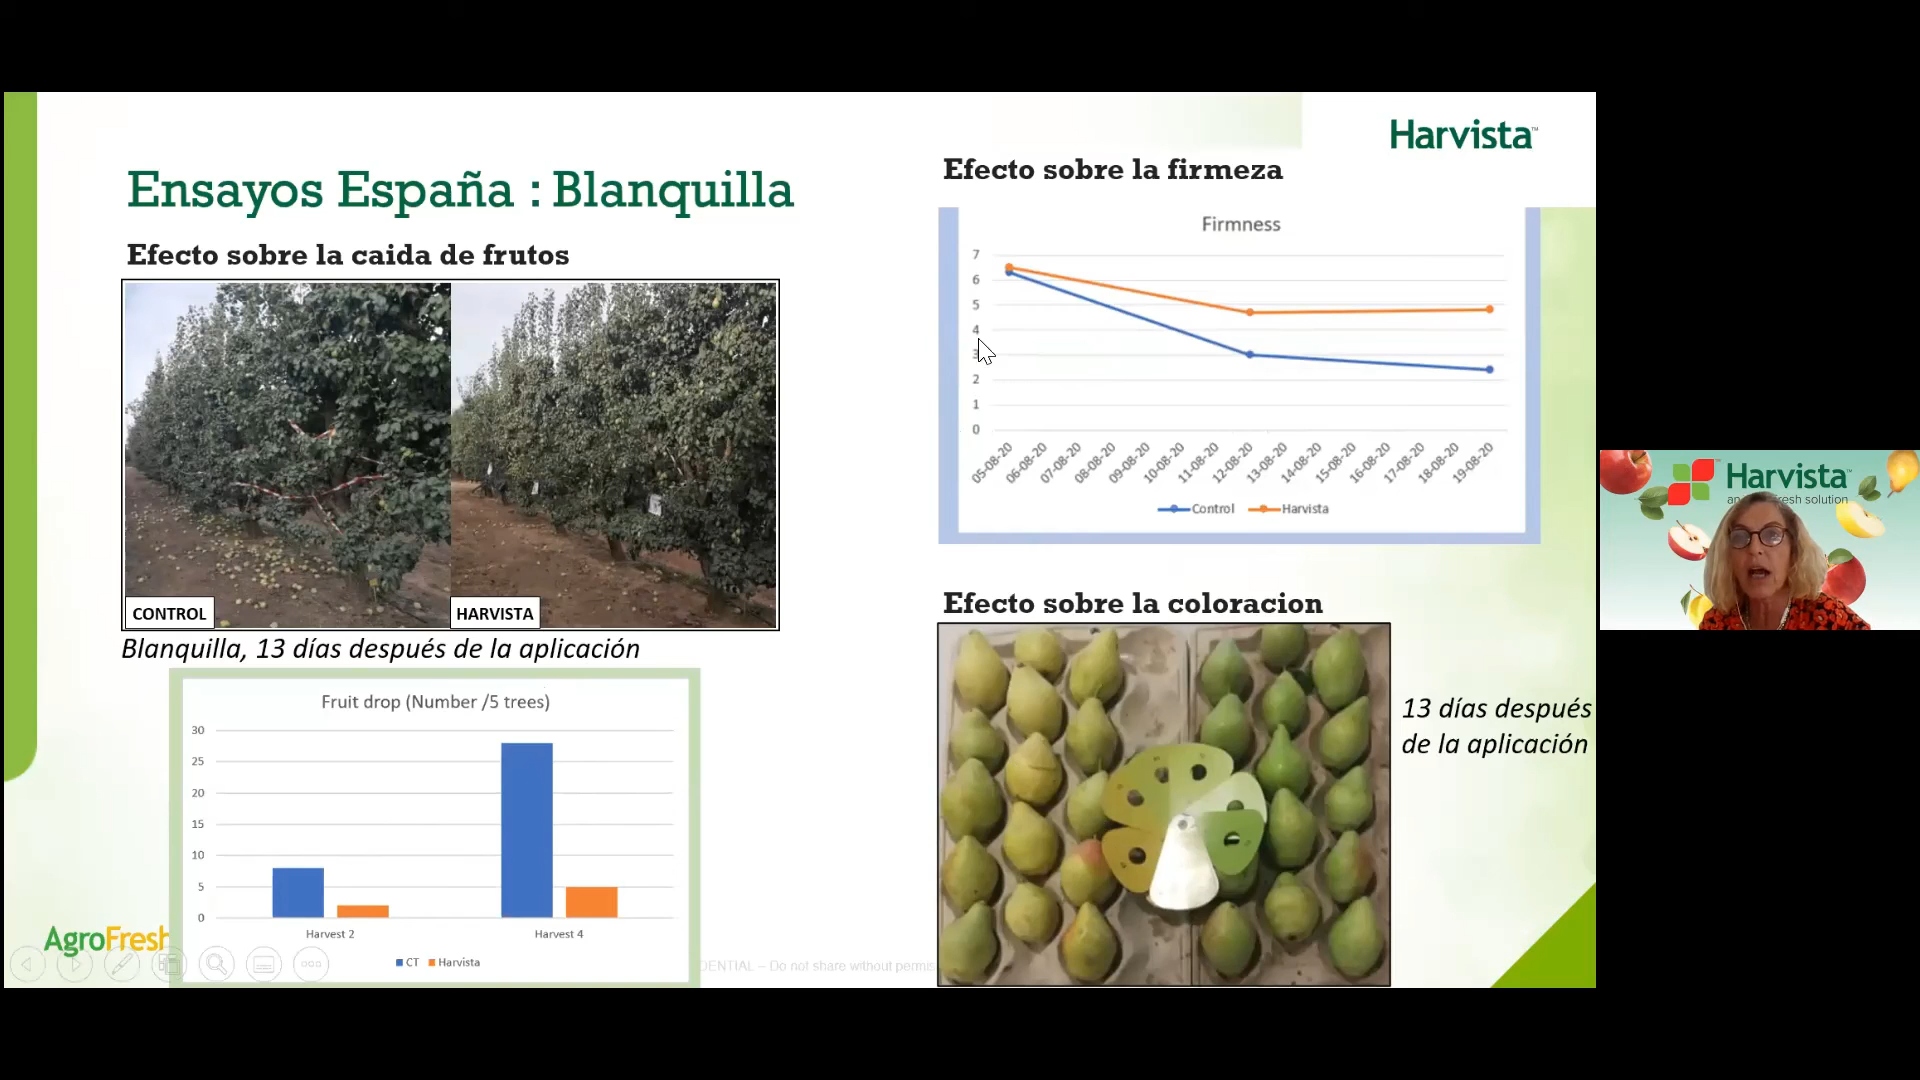 Harvista™
Ensayos España : Blanquilla
Efecto sobre la caida de frutos
CONTROL
HARVISTA
Blanquilla, 13 días después de la aplicación
Fruit drop (Number /5 trees)
30
25
20
15
10
5
0
Harvest 2
Harvest 4
CT
Harvista
AgroFresh
DENTIAL – Do not share without permis
Efecto sobre la firmeza
Firmness
7
6
5
4
3
2
1
0
05-08-20
06-08-20
07-08-20
08-08-20
09-08-20
10-08-20
11-08-20
12-08-20
13-08-20
14-08-20
15-08-20
16-08-20
17-08-20
18-08-20
19-08-20
Control
Harvista
Efecto sobre la coloracion
13 días después
de la aplicación
Harvista™
solution